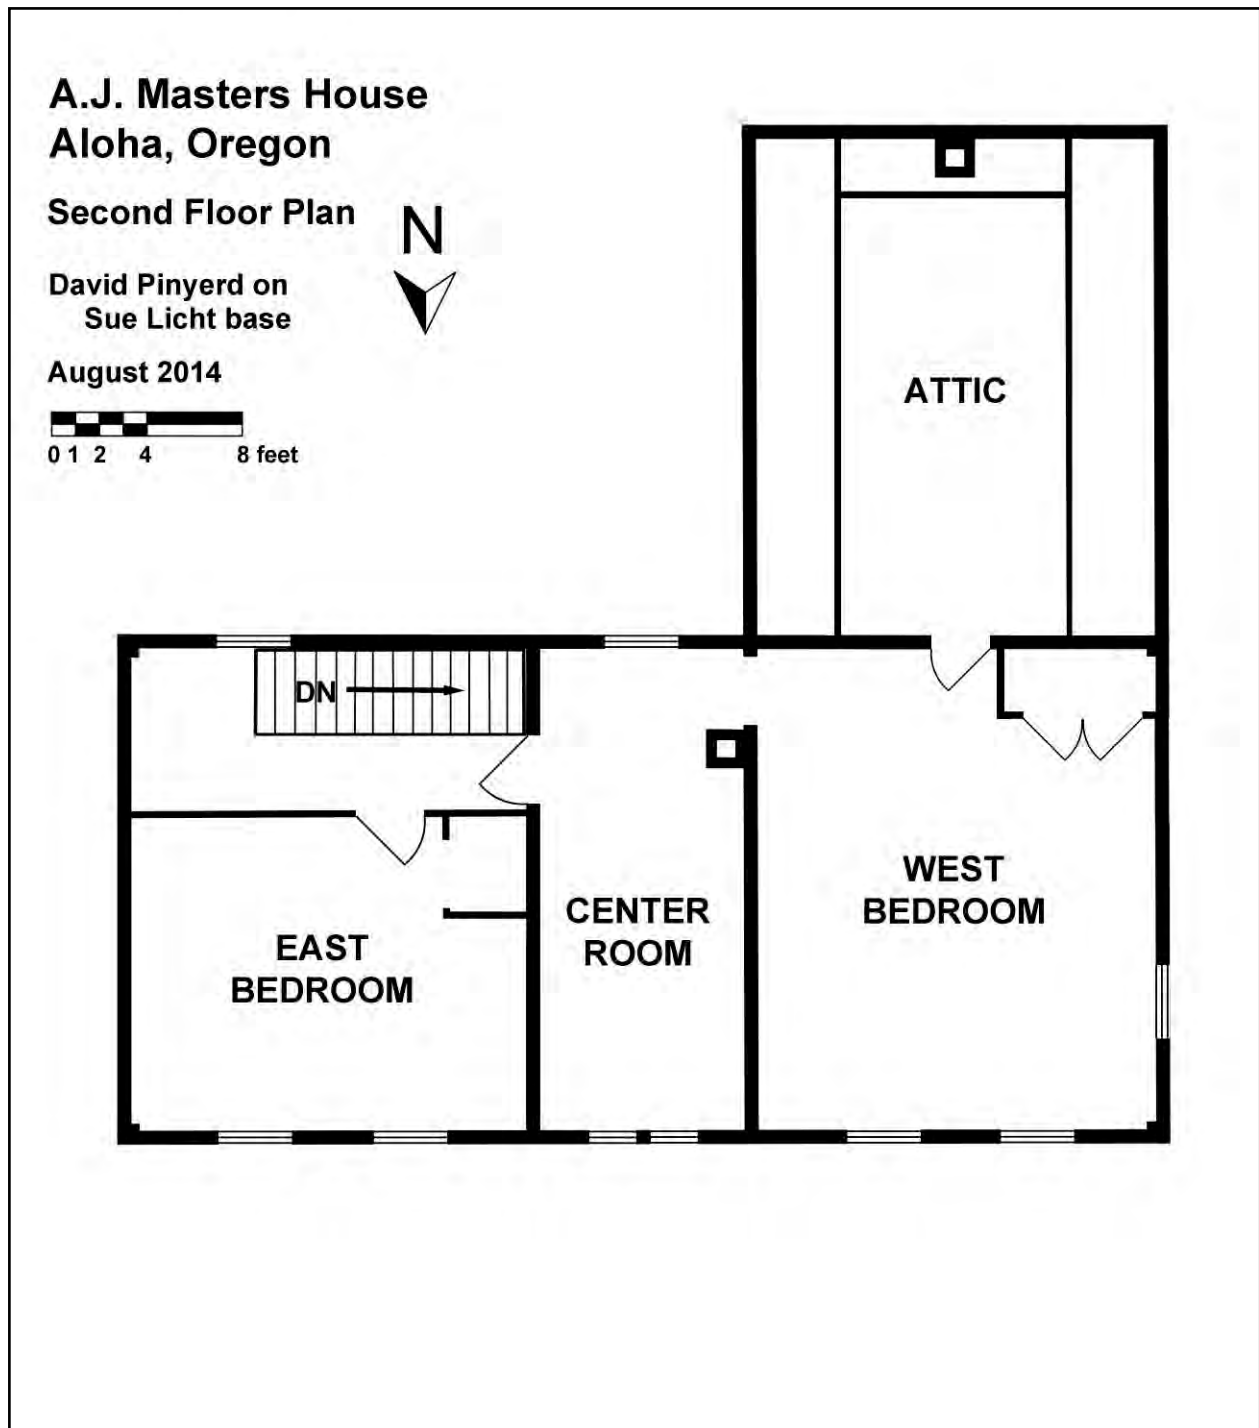 A.J. Masters House
Aloha, Oregon
Second Floor Plan
N
David Pinyerd on
Sue Licht base
August 2014
0 1 2 4 8 feet
ATTIC
DN
WEST
BEDROOM
CENTER
ROOM
EAST
BEDROOM